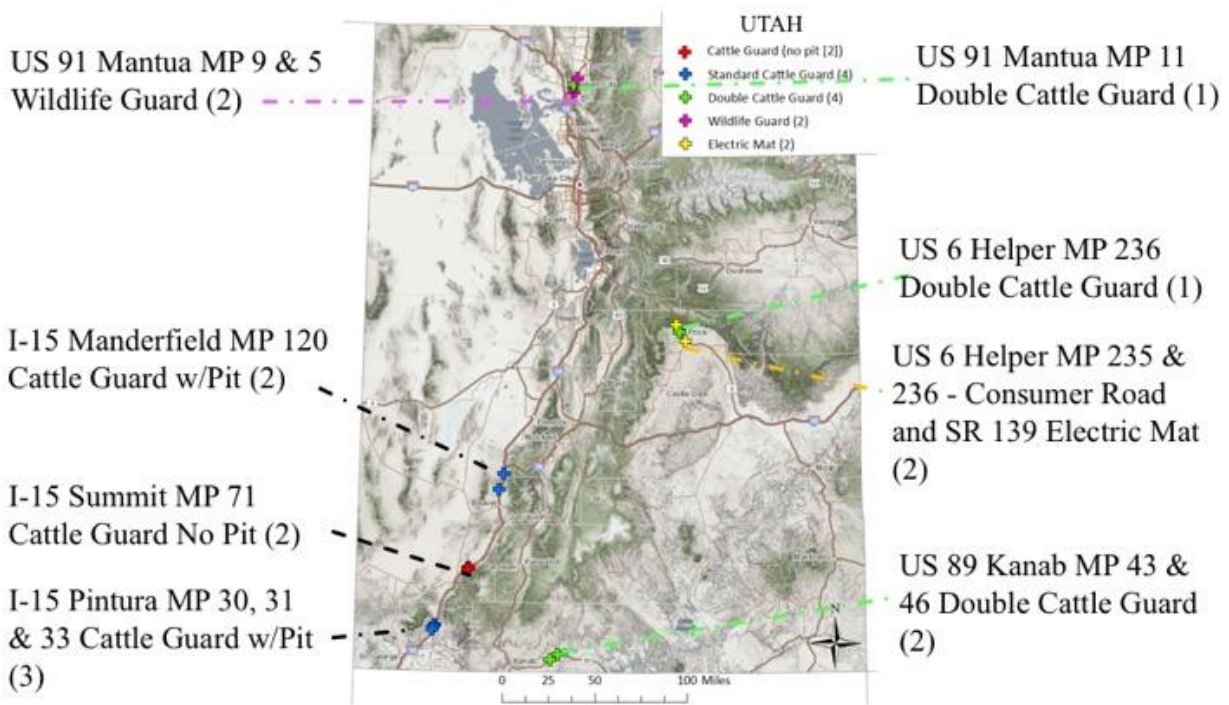 US 91 Mantua MP 9 & 5
Wildlife Guard (2)
UTAH
Cattle Guard (no pit [2])
Standard Cattle Guard (4)
Double Cattle Guard (4)
Wildlife Guard (2)
Electric Mat (2)
US 91 Mantua MP 11
Double Cattle Guard (1)
US 6 Helper MP 236
Double Cattle Guard (1)
I-15 Manderfield MP 120
Cattle Guard w/Pit (2)
US 6 Helper MP 235 &
236 - Consumer Road
and SR 139 Electric Mat
(2)
I-15 Summit MP 71
Cattle Guard No Pit (2)
I-15 Pintura MP 30, 31
& 33 Cattle Guard w/Pit
(3)
US 89 Kanab MP 43 &
46 Double Cattle Guard
(2)
Duchesne
Castle Dale
Moab
Kanab
N
0 25 50 100 Miles